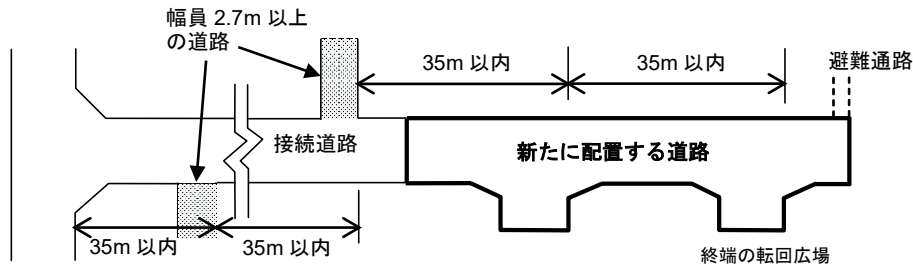 幅員 2.7m 以上
の道路
35m 以内
35m 以内
避難通路
接続道路
新たに配置する道路
35m 以内
35m 以内
終端の転回広場